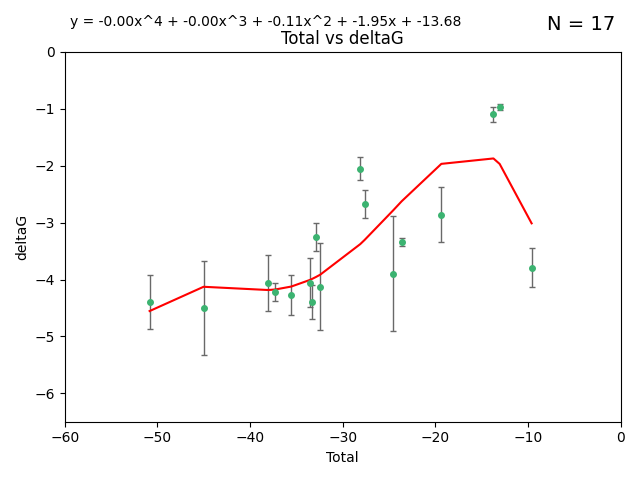 y = -0.00x^4 + -0.00x^3 + -0.11x^2 + -1.95x + -13.68
N = 17
Total vs deltaG
0
−1
−2
−3
−4
−5
−6
deltaG
−60 −50 −40 −30 −20 −10 0
Total